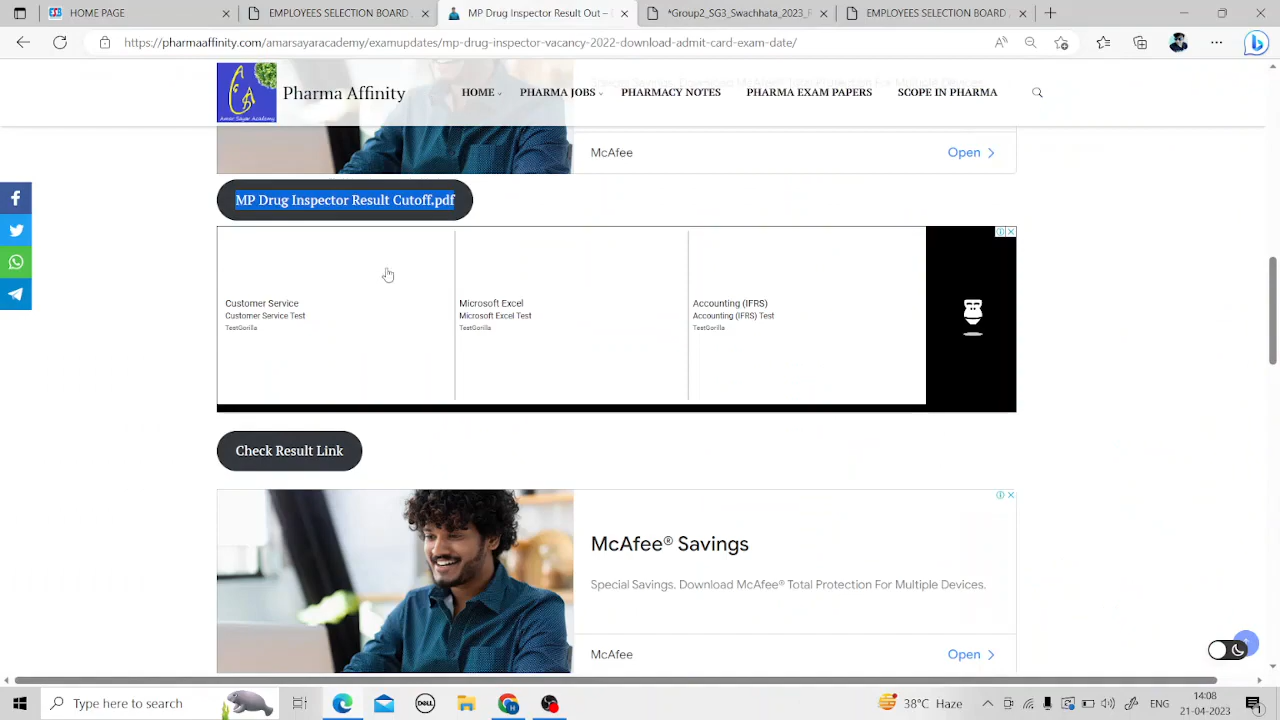 HOME PAGE
EMPLOYEES SELECTION BOARD
MP Drug Inspector 2022 Out –
*Group2_SS5_Sanchata_2023_
EMPLOYEES SELECTION BOARD
https://pharmaaffinity.com/amarsayaracademy/examupdates/mp-drug-inspector-vacancy-2022-download-admit-card-exam-date/
Pharma Affinity
HOME
PHARMA JOBS
PHARMACY NOTES
PHARMA EXAM PAPERS
SCOPE IN PHARMA
McAfee
Open
MP Drug Inspector Result Cutoff.pdf
Customer Service
Customer Service Test
TestGorilla
Microsoft Excel
Microsoft Excel Test
TestGorilla
Accounting (IFRS)
Accounting (IFRS) Test
TestGorilla
Check Result Link
McAfee® Savings
Special Savings. Download McAfee® Total Protection For Multiple Devices.
McAfee
Open
Type here to search
DELL
38°C Haze
ENG
14:08
21-04-2023